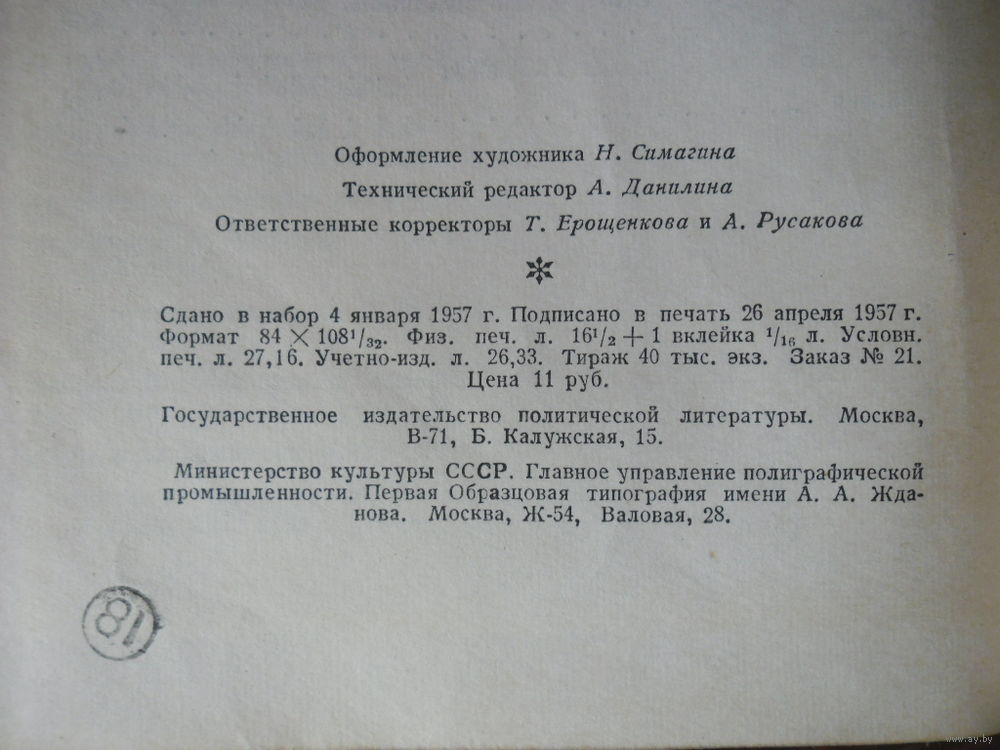 Оформление художника Н. Симагина
Технический редактор А. Данилина
Ответственные корректоры Т. Ерощенкова и А. Русакова
Сдано в набор 4 января 1957 г. Подписано в печать 26 апреля 1957 г.
Формат 84 × 108¹/₃₂. Физ. печ. л. 16¹/₂ + 1 вклейка ¹/₁₆ л. Условн.
печ. л. 27,16. Учетно-изд. л. 26,33. Тираж 40 тыс. экз. Заказ № 21.
Цена 11 руб.
Государственное издательство политической литературы. Москва,
В-71, Б. Калужская, 15.
Министерство культуры СССР. Главное управление полиграфической
промышленности. Первая Образцовая типография имени А. А. Жда-
нова. Москва, Ж-54, Валовая, 28.
18
www.ay.by